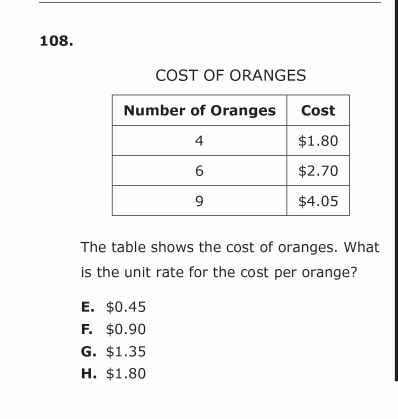 108.
COST OF ORANGES
Number of Oranges Cost
4 $1.80
6 $2.70
9 $4.05
The table shows the cost of oranges. What
is the unit rate for the cost per orange?
E. $0.45
F. $0.90
G. $1.35
H. $1.80